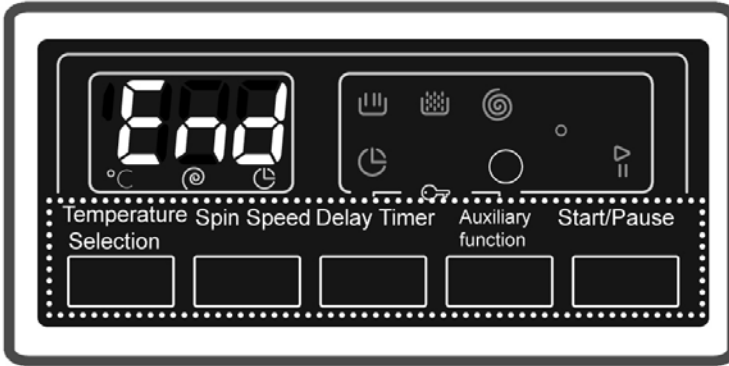 End
°C
Temperature Selection
Spin Speed
Delay Timer
Auxiliary function
Start/Pause